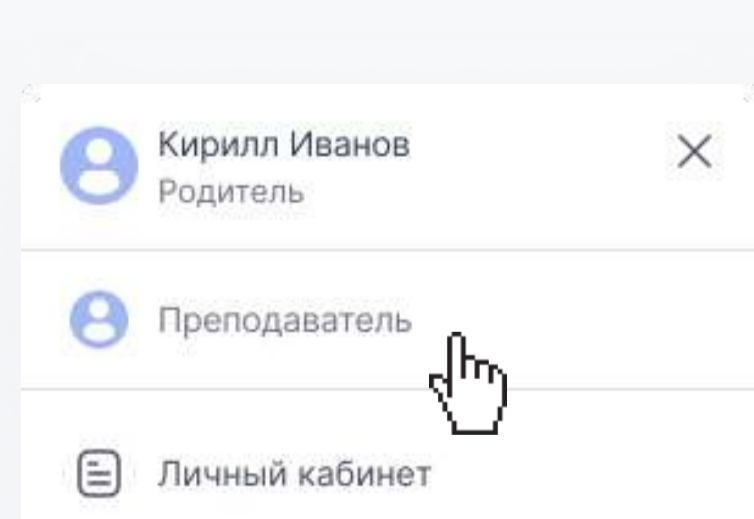 Кирилл Иванов
Родитель
Преподаватель
Личный кабинет